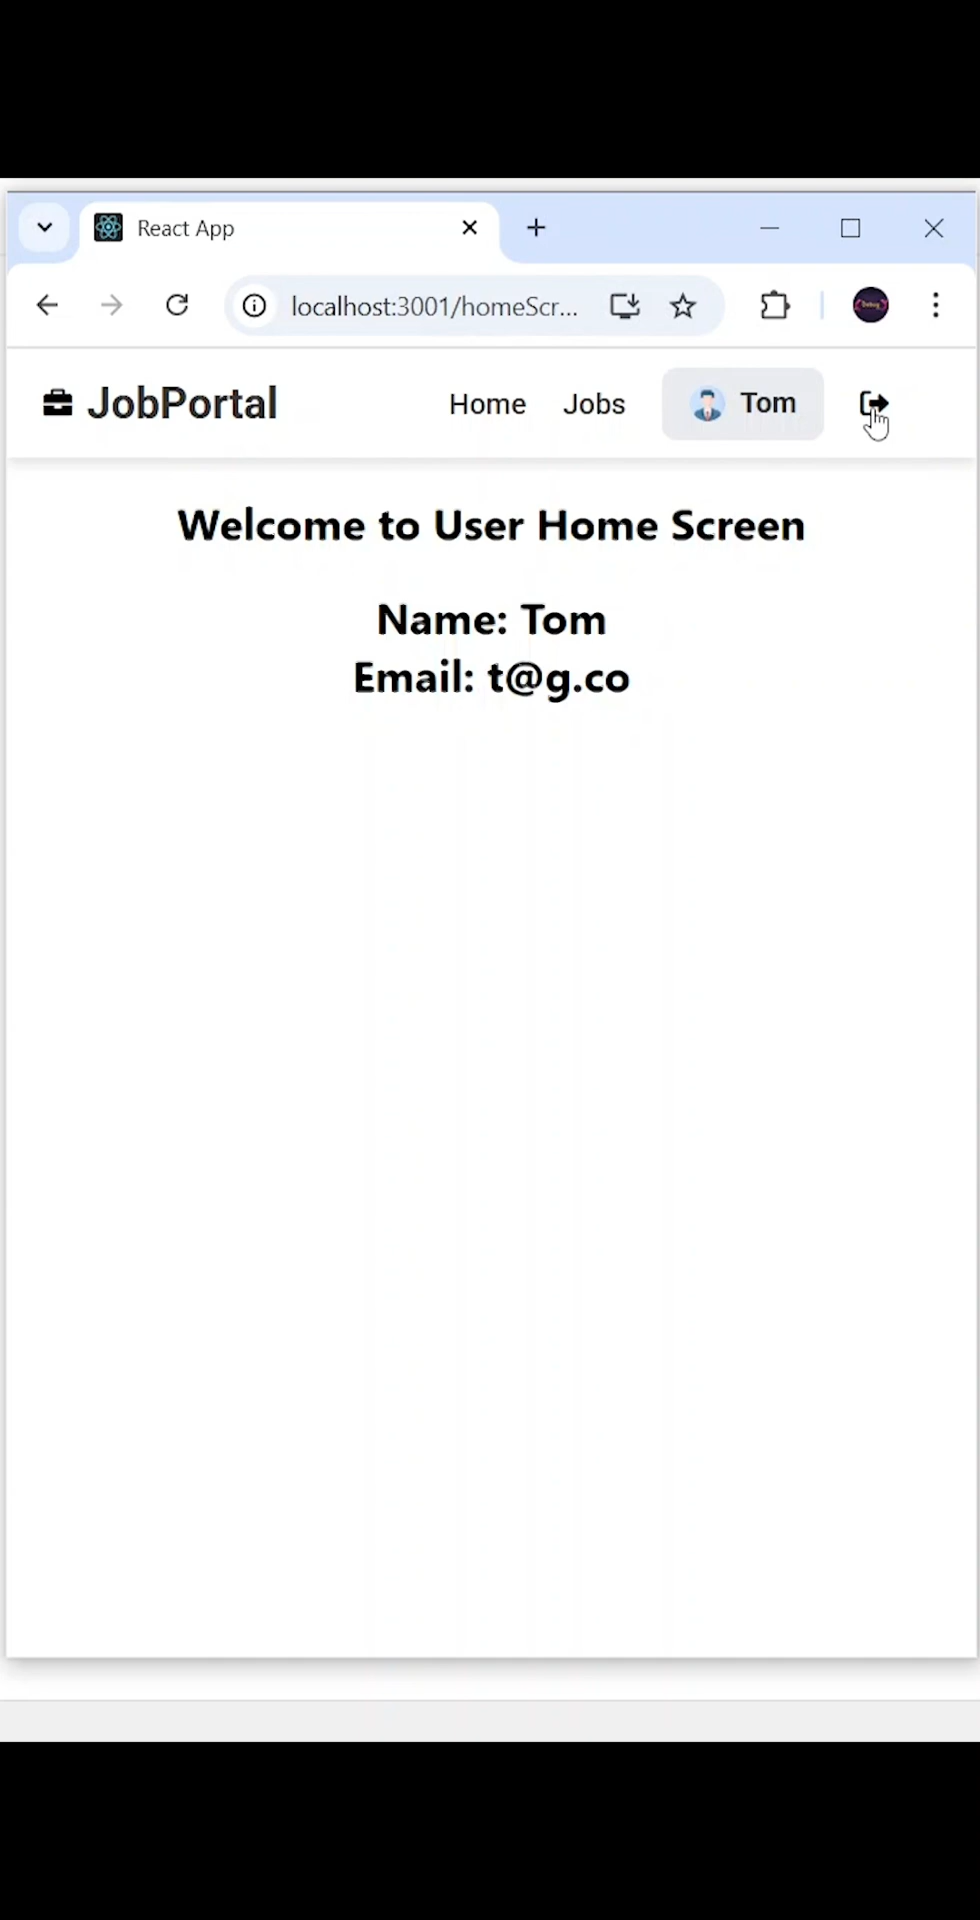 React App
localhost:3001/homeScr...
JobPortal Home Jobs Tom
Welcome to User Home Screen
Name: Tom
Email: t@g.co